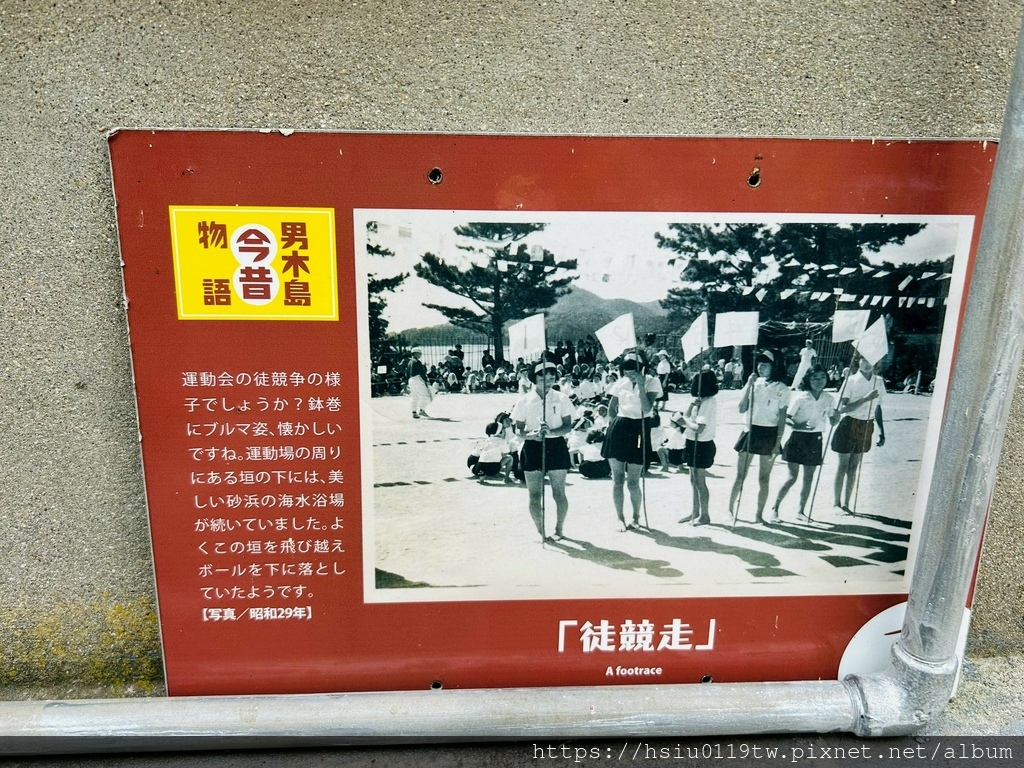 男木島
今昔
物語
運動会の徒競争の様
子でしょうか？鉢巻
にブルマ姿、懐かしい
ですね。運動場の周り
にある垣の下には、美
しい砂浜の海水浴場
が続いていました。よ
くこの垣を飛び越え
ボールを下に落とし
ていたようです。
【写真／昭和29年】
「徒競走」
A footrace
https://hsiu0119tw.pixnet.net/album